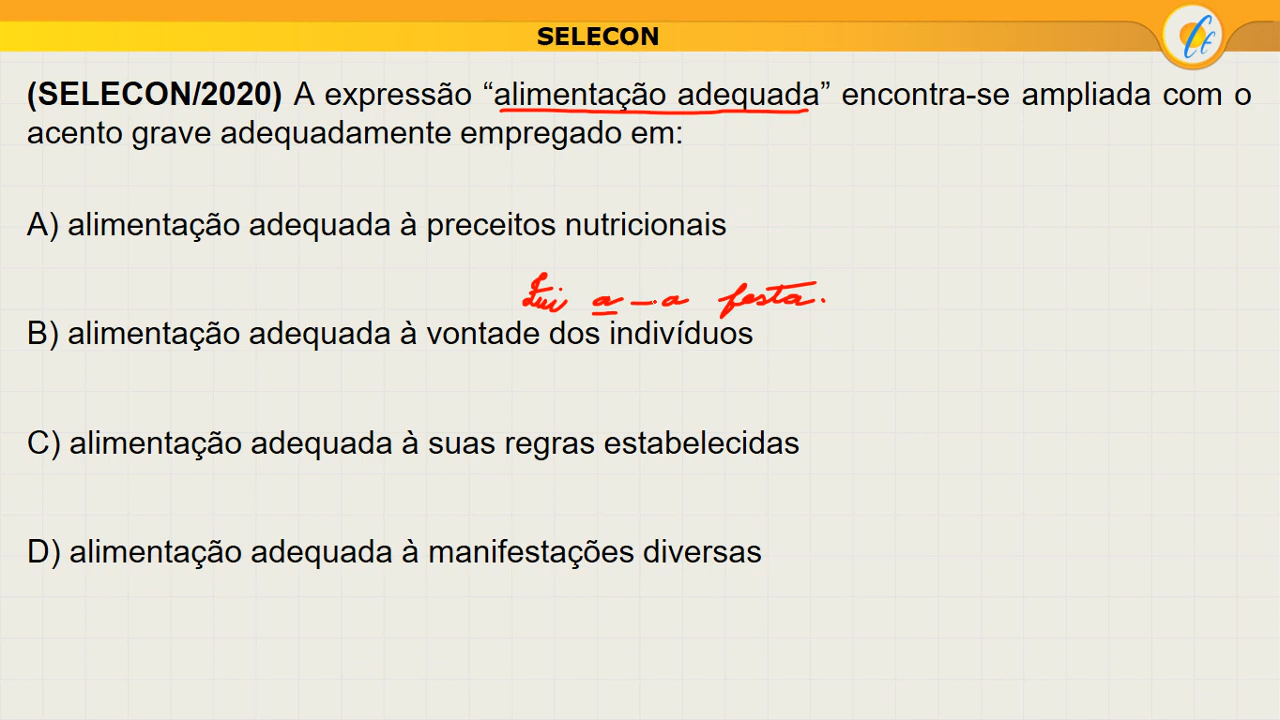 SELECON
(SELECON/2020) A expressão “alimentação adequada” encontra-se ampliada com o
acento grave adequadamente empregado em:
A) alimentação adequada à preceitos nutricionais
Fui a – a festa.
B) alimentação adequada à vontade dos indivíduos
C) alimentação adequada à suas regras estabelecidas
D) alimentação adequada à manifestações diversas